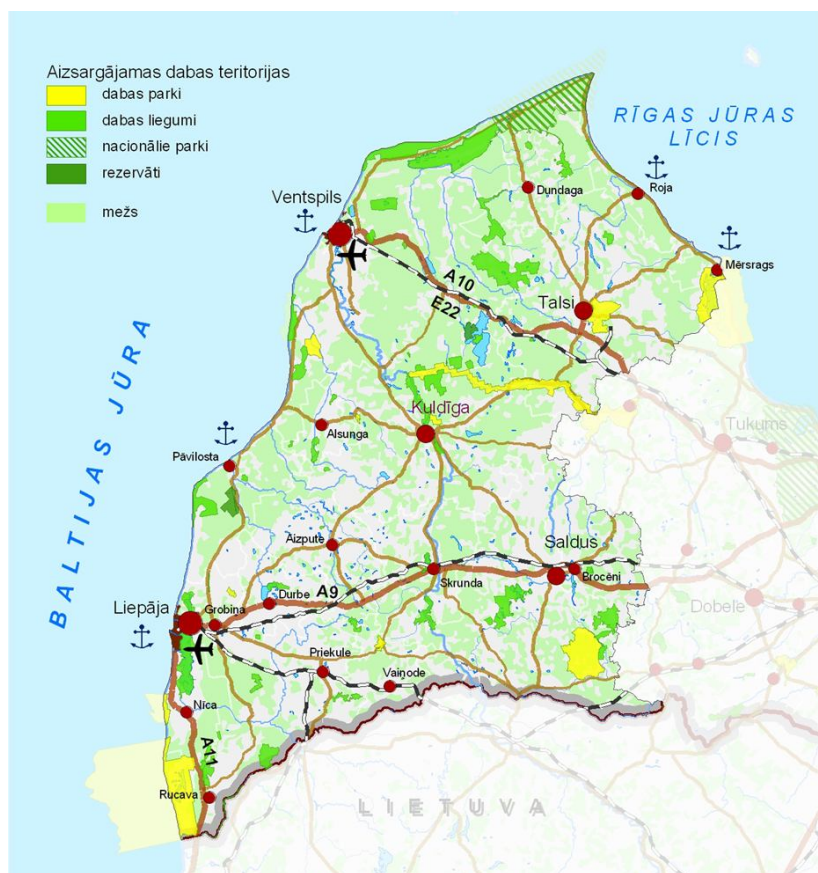 Aizsargājamas dabas teritorijas
dabas parki
dabas liegumi
nacionālie parki
rezervāti
mežs
RĪGAS JŪRAS
LĪCIS
BALTIJAS JŪRA
Ventspils
Dundaga
Roja
Mērsrags
A10
E22
Talsi
Kuldīga
Tukums
Alsunga
Pāvilosta
Aizpute
Saldus
Skrunda
Brocēni
Dobele
Liepāja
Grobiņa
Durbe
A9
Priekule
Vaiņode
Nīca
A11
Rucava
LIETUVA